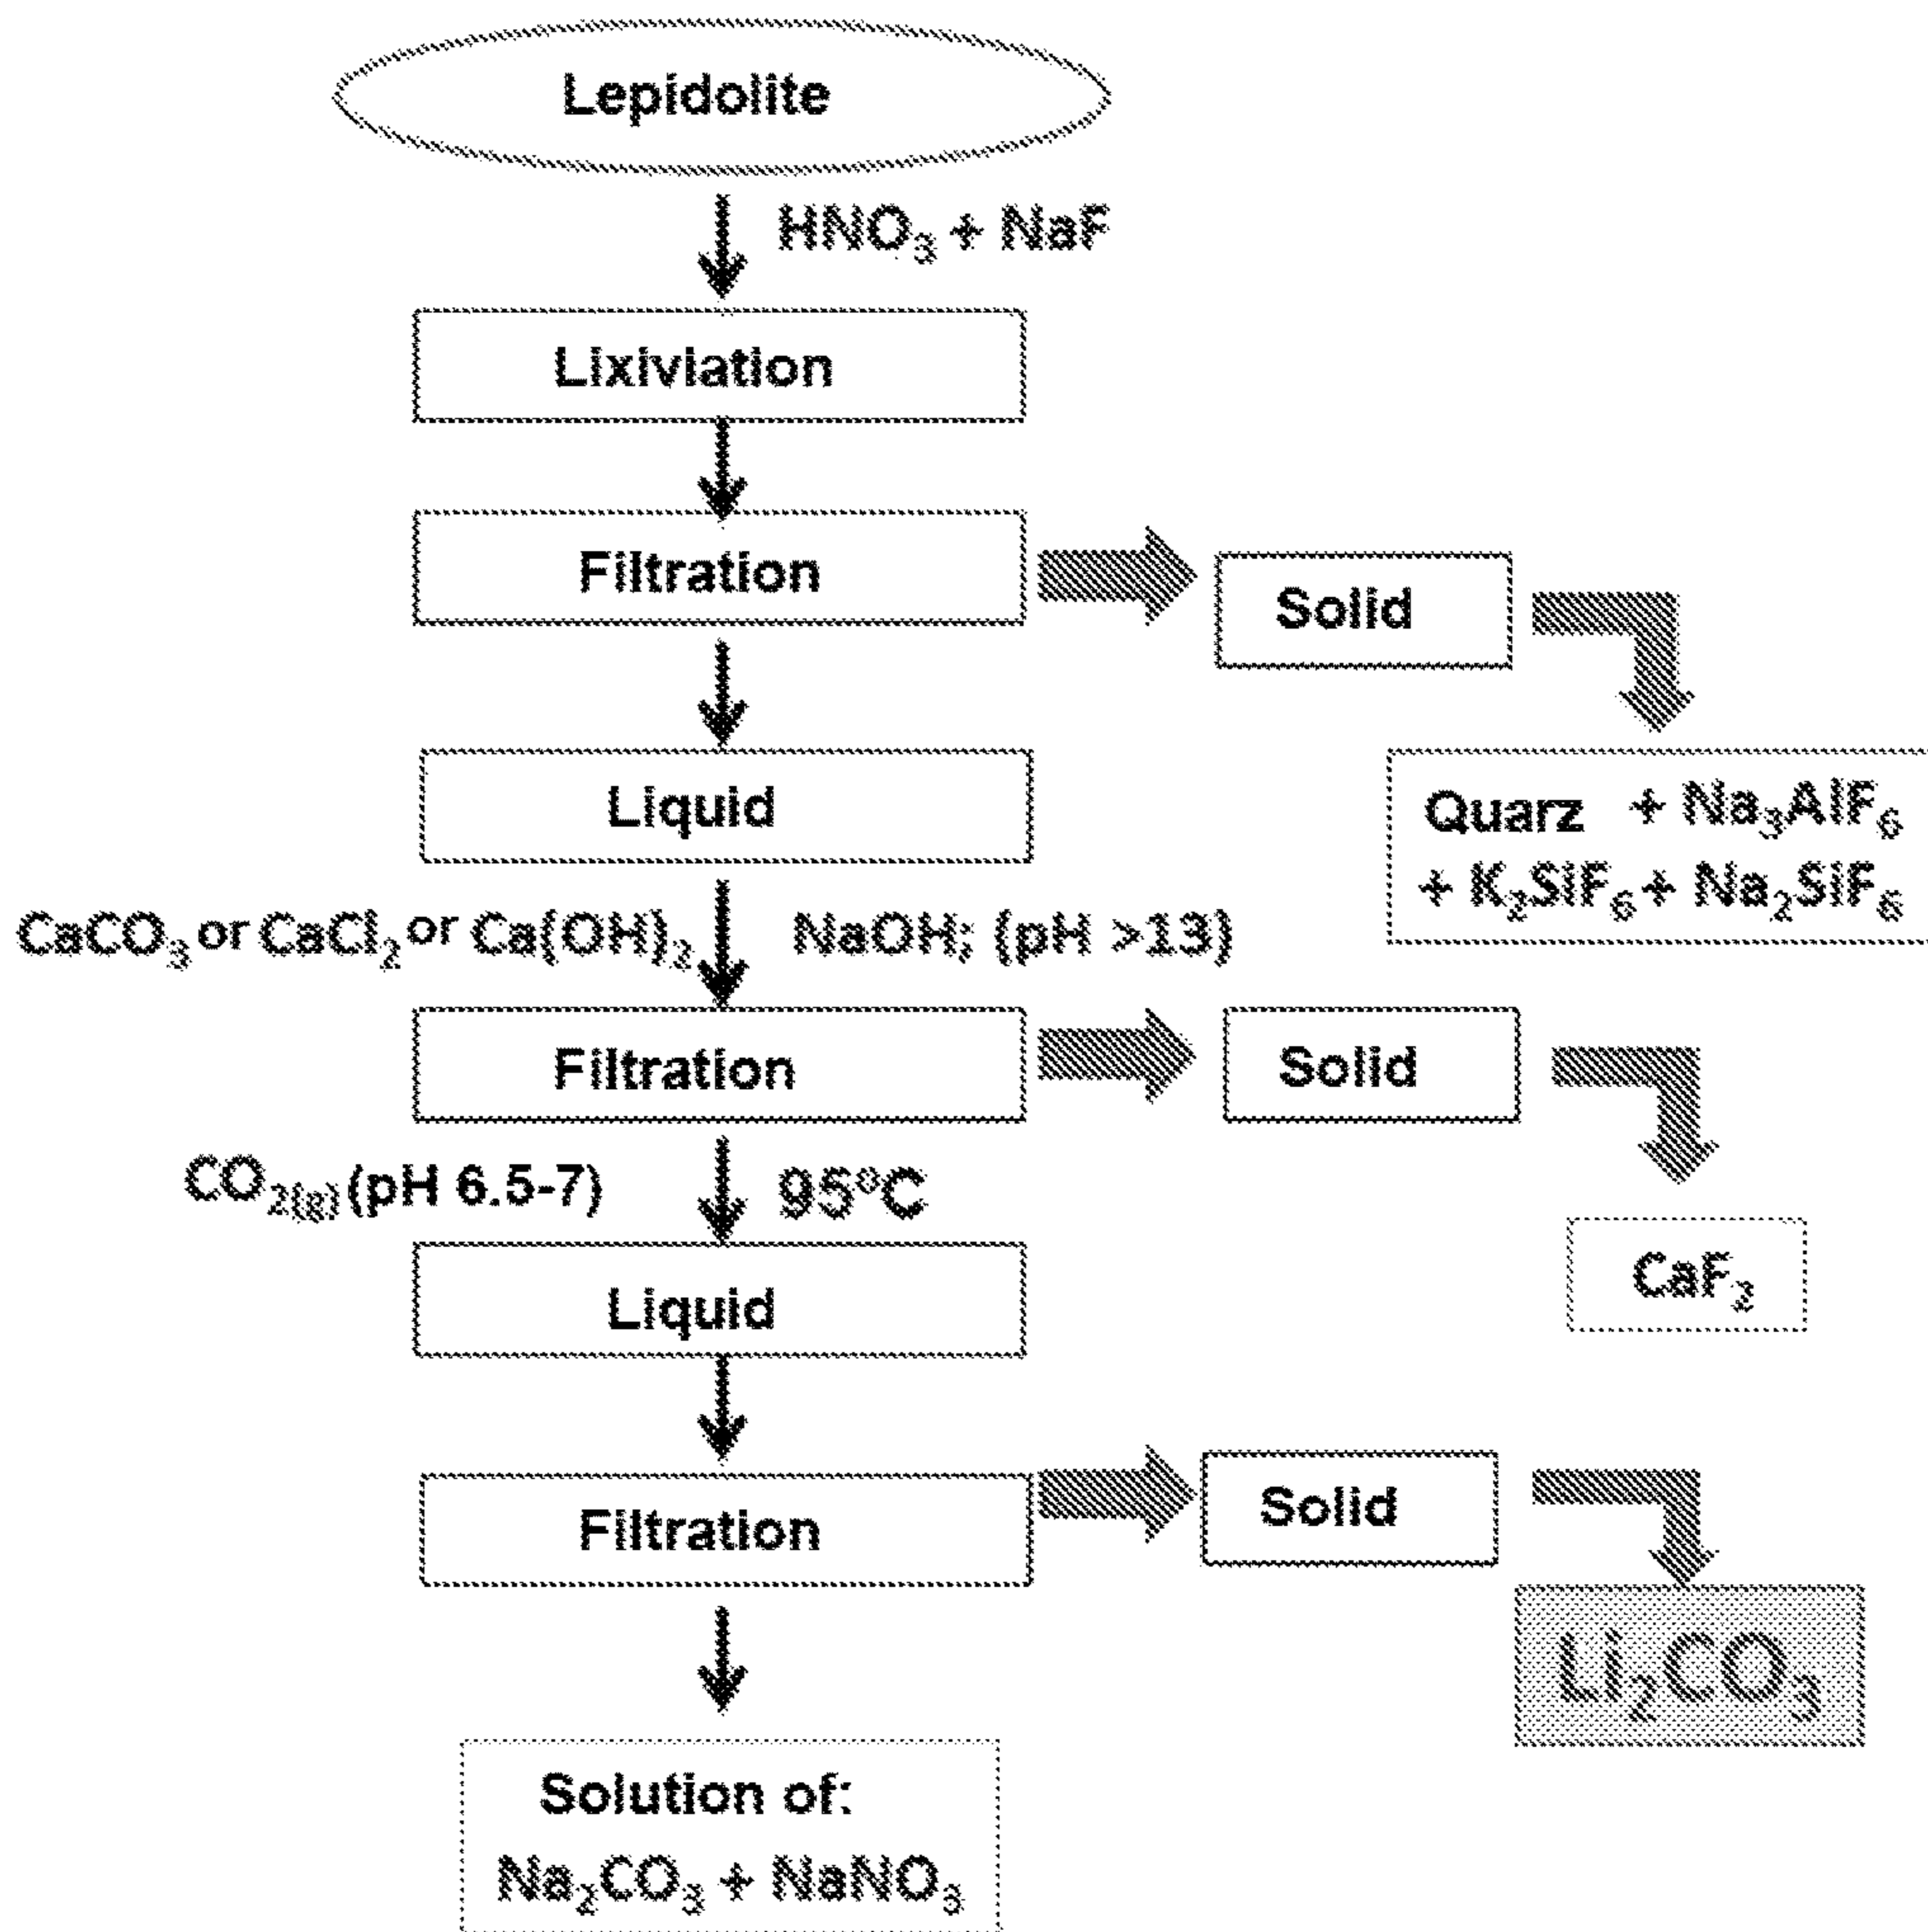 Lepidolite
HNO₃ + NaF
Lixiviation
Filtration
Solid
Liquid
Quarz + Na₃AlF₆
+ K₂SiF₆ + Na₂SiF₆
CaCO₃ or CaCl₂ or Ca(OH)₂
NaOH; (pH >13)
Filtration
Solid
CO₂(g) (pH 6.5-7)
95ºC
Liquid
CaF₂
Filtration
Solid
Li₂CO₃
Solution of:
Na₂CO₃ + NaNO₃